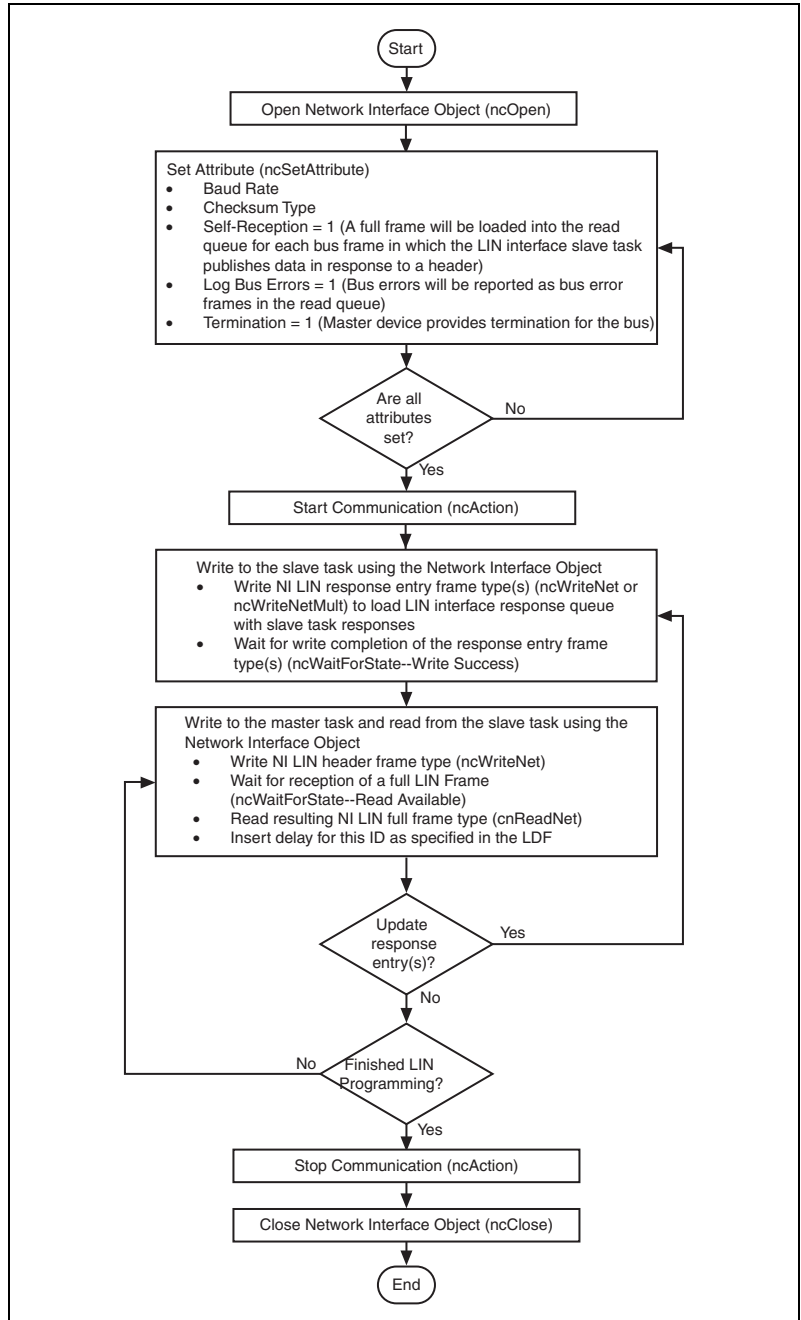 Start
Open Network Interface Object (ncOpen)
Set Attribute (ncSetAttribute)
• Baud Rate
• Checksum Type
• Self-Reception = 1 (A full frame will be loaded into the read
queue for each bus frame in which the LIN interface slave task
publishes data in response to a header)
• Log Bus Errors = 1 (Bus errors will be reported as bus error
frames in the read queue)
• Termination = 1 (Master device provides termination for the bus)
Are all
attributes
set?
No
Yes
Start Communication (ncAction)
Write to the slave task using the Network Interface Object
• Write NI LIN response entry frame type(s) (ncWriteNet or
ncWriteNetMult) to load LIN interface response queue
with slave task responses
• Wait for write completion of the response entry frame
type(s) (ncWaitForState--Write Success)
Write to the master task and read from the slave task using the
Network Interface Object
• Write NI LIN header frame type (ncWriteNet)
• Wait for reception of a full LIN Frame
(ncWaitForState--Read Available)
• Read resulting NI LIN full frame type (cnReadNet)
• Insert delay for this ID as specified in the LDF
Update
response
entry(s)?
Yes
No
No
Finished LIN
Programming?
Yes
Stop Communication (ncAction)
Close Network Interface Object (ncClose)
End